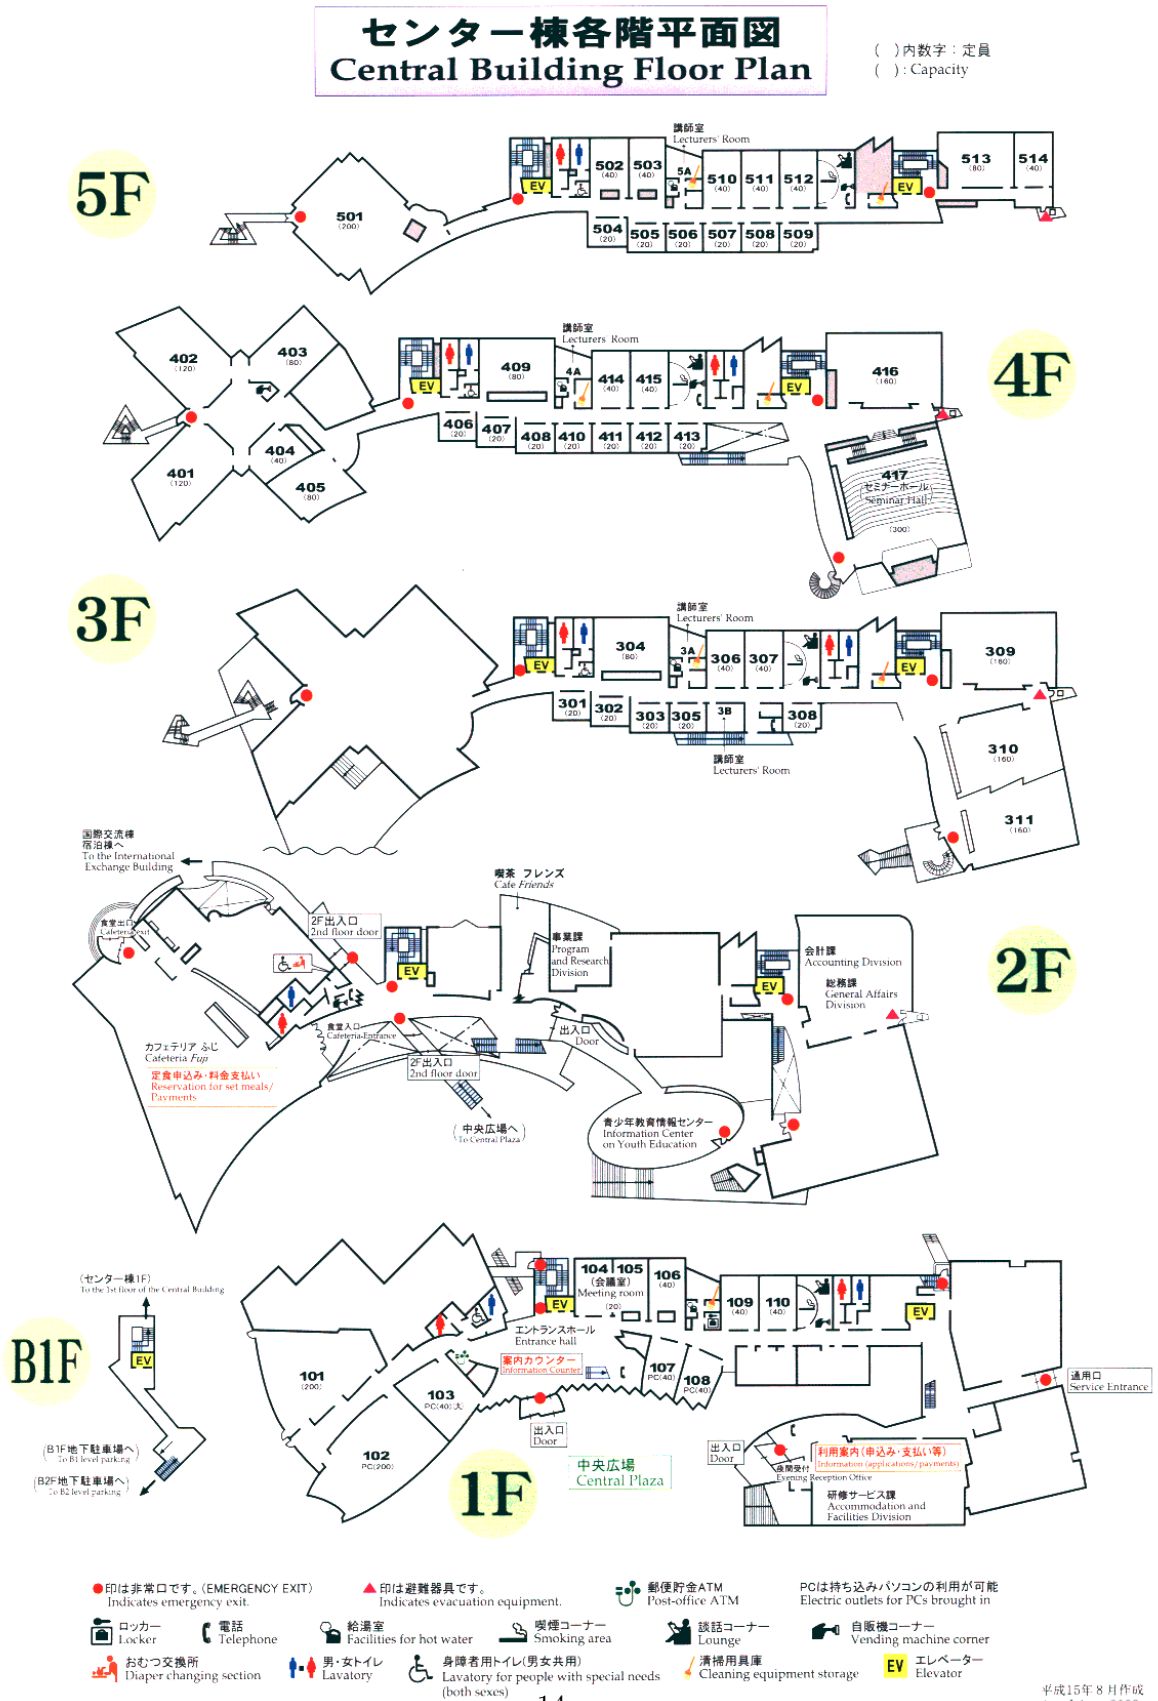 センター棟各階平面図
Central Building Floor Plan
(　)内数字：定員
(　) : Capacity
5F
講師室
Lecturers' Room
501
(200)
EV
502
(40)
503
(40)
5A
510
(40)
511
(40)
512
(40)
EV
513
(80)
514
(40)
504
(20)
505
(20)
506
(20)
507
(20)
508
(20)
509
(20)
4F
講師室
Lecturers' Room
402
(120)
403
(80)
401
(120)
404
(40)
405
(80)
EV
409
(80)
4A
414
(40)
415
(40)
EV
416
(160)
406
(20)
407
(20)
408
(20)
410
(20)
411
(20)
412
(20)
413
(20)
417
(セミナーホール)
Seminar Hall
(300)
3F
講師室
Lecturers' Room
EV
304
(80)
3A
306
(40)
307
(40)
EV
309
(160)
301
(20)
302
(20)
303
(20)
305
(20)
3B
308
(20)
講師室
Lecturers' Room
310
(160)
311
(160)
2F
国際交流棟
宿泊棟へ
To the International
Exchange Building
食堂出口
Cafeteria exit
2F出入口
2nd floor door
喫茶 フレンズ
Cafe Friends
事業課
Program
and Research
Division
会計課
Accounting Division
総務課
General Affairs
Division
EV
EV
食堂入口
Cafeteria Entrance
出入口
Door
カフェテリア ふじ
Cafeteria Fuji
定食申込み・料金支払い
Reservation for set meals/
Payments
2F出入口
2nd floor door
(中央広場へ)
(To Central Plaza)
青少年教育情報センター
Information Center
on Youth Education
B1F
(センター棟1F)
To the 1st floor of the Central Building
EV
(B1F地下駐車場へ)
(To B1 level parking)
(B2F地下駐車場へ)
(To B2 level parking)
1F
101
(200)
102
PC(200)
103
PC(40)(大)
EV
104
105
(会議室)
Meeting room
(20)
106
(40)
109
(40)
110
(40)
EV
エントランスホール
Entrance hall
案内カウンター
Information Counter
107
PC(40)
108
PC(40)
出入口
Door
中央広場
Central Plaza
通用口
Service Entrance
出入口
Door
利用案内(申込み・支払い等)
Information (applications/payments)
夜間受付
Evening Reception Office
研修サービス課
Accommodation and
Facilities Division
印は非常口です。(EMERGENCY EXIT)
Indicates emergency exit.
印は避難器具です。
Indicates evacuation equipment.
郵便貯金ATM
Post-office ATM
PCは持ち込みパソコンの利用が可能
Electric outlets for PCs brought in
ロッカー
Locker
電話
Telephone
給湯室
Facilities for hot water
喫煙コーナー
Smoking area
談話コーナー
Lounge
自販機コーナー
Vending machine corner
おむつ交換所
Diaper changing section
男・女トイレ
Lavatory
身障者用トイレ(男女共用)
Lavatory for people with special needs
(both sexes)
清掃用具庫
Cleaning equipment storage
EV
エレベーター
Elevator
平成15年8月作成